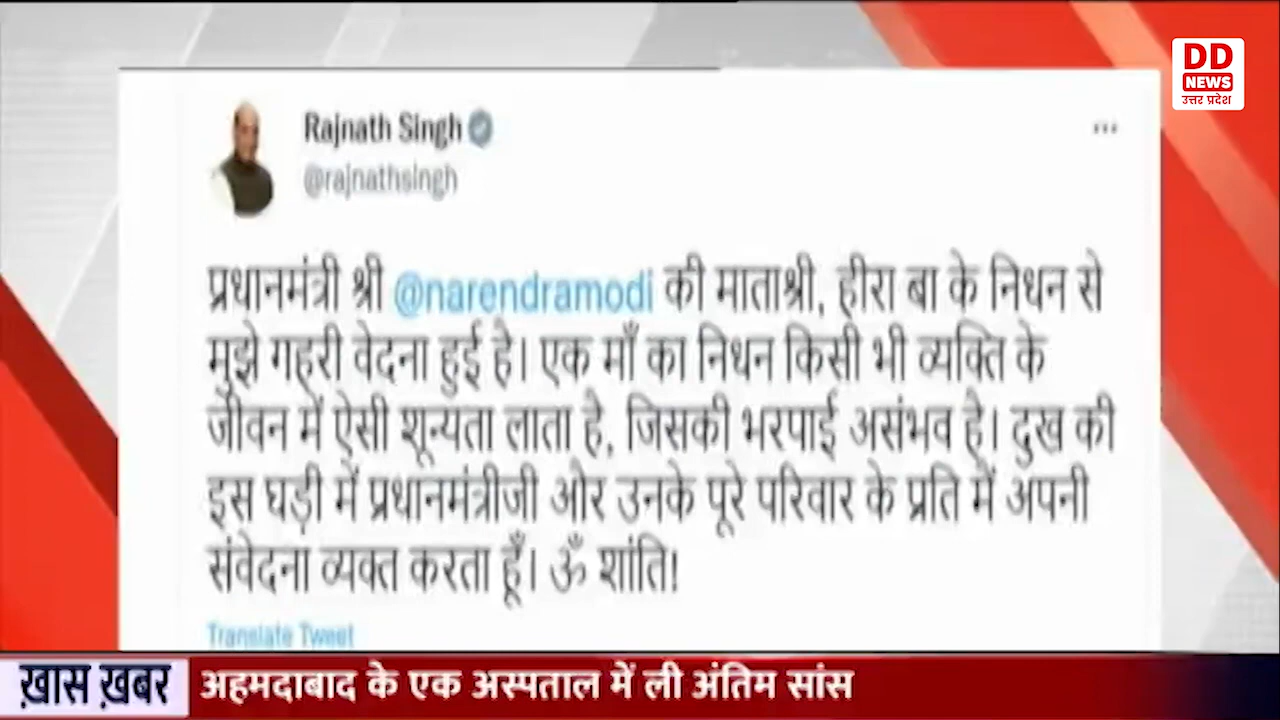 DD
NEWS
उत्तर प्रदेश
Rajnath Singh
@rajnathsingh
प्रधानमंत्री श्री @narendramodi की माताश्री, हीरा बा के निधन से
मुझे गहरी वेदना हुई है। एक माँ का निधन किसी भी व्यक्ति के
जीवन में ऐसी शून्यता लाता है, जिसकी भरपाई असंभव है। दुख की
इस घड़ी में प्रधानमंत्रीजी और उनके पूरे परिवार के प्रति मैं अपनी
संवेदना व्यक्त करता हूँ। ॐ शांति!
Translate Tweet
ख़ास ख़बर अहमदाबाद के एक अस्पताल में ली अंतिम सांस